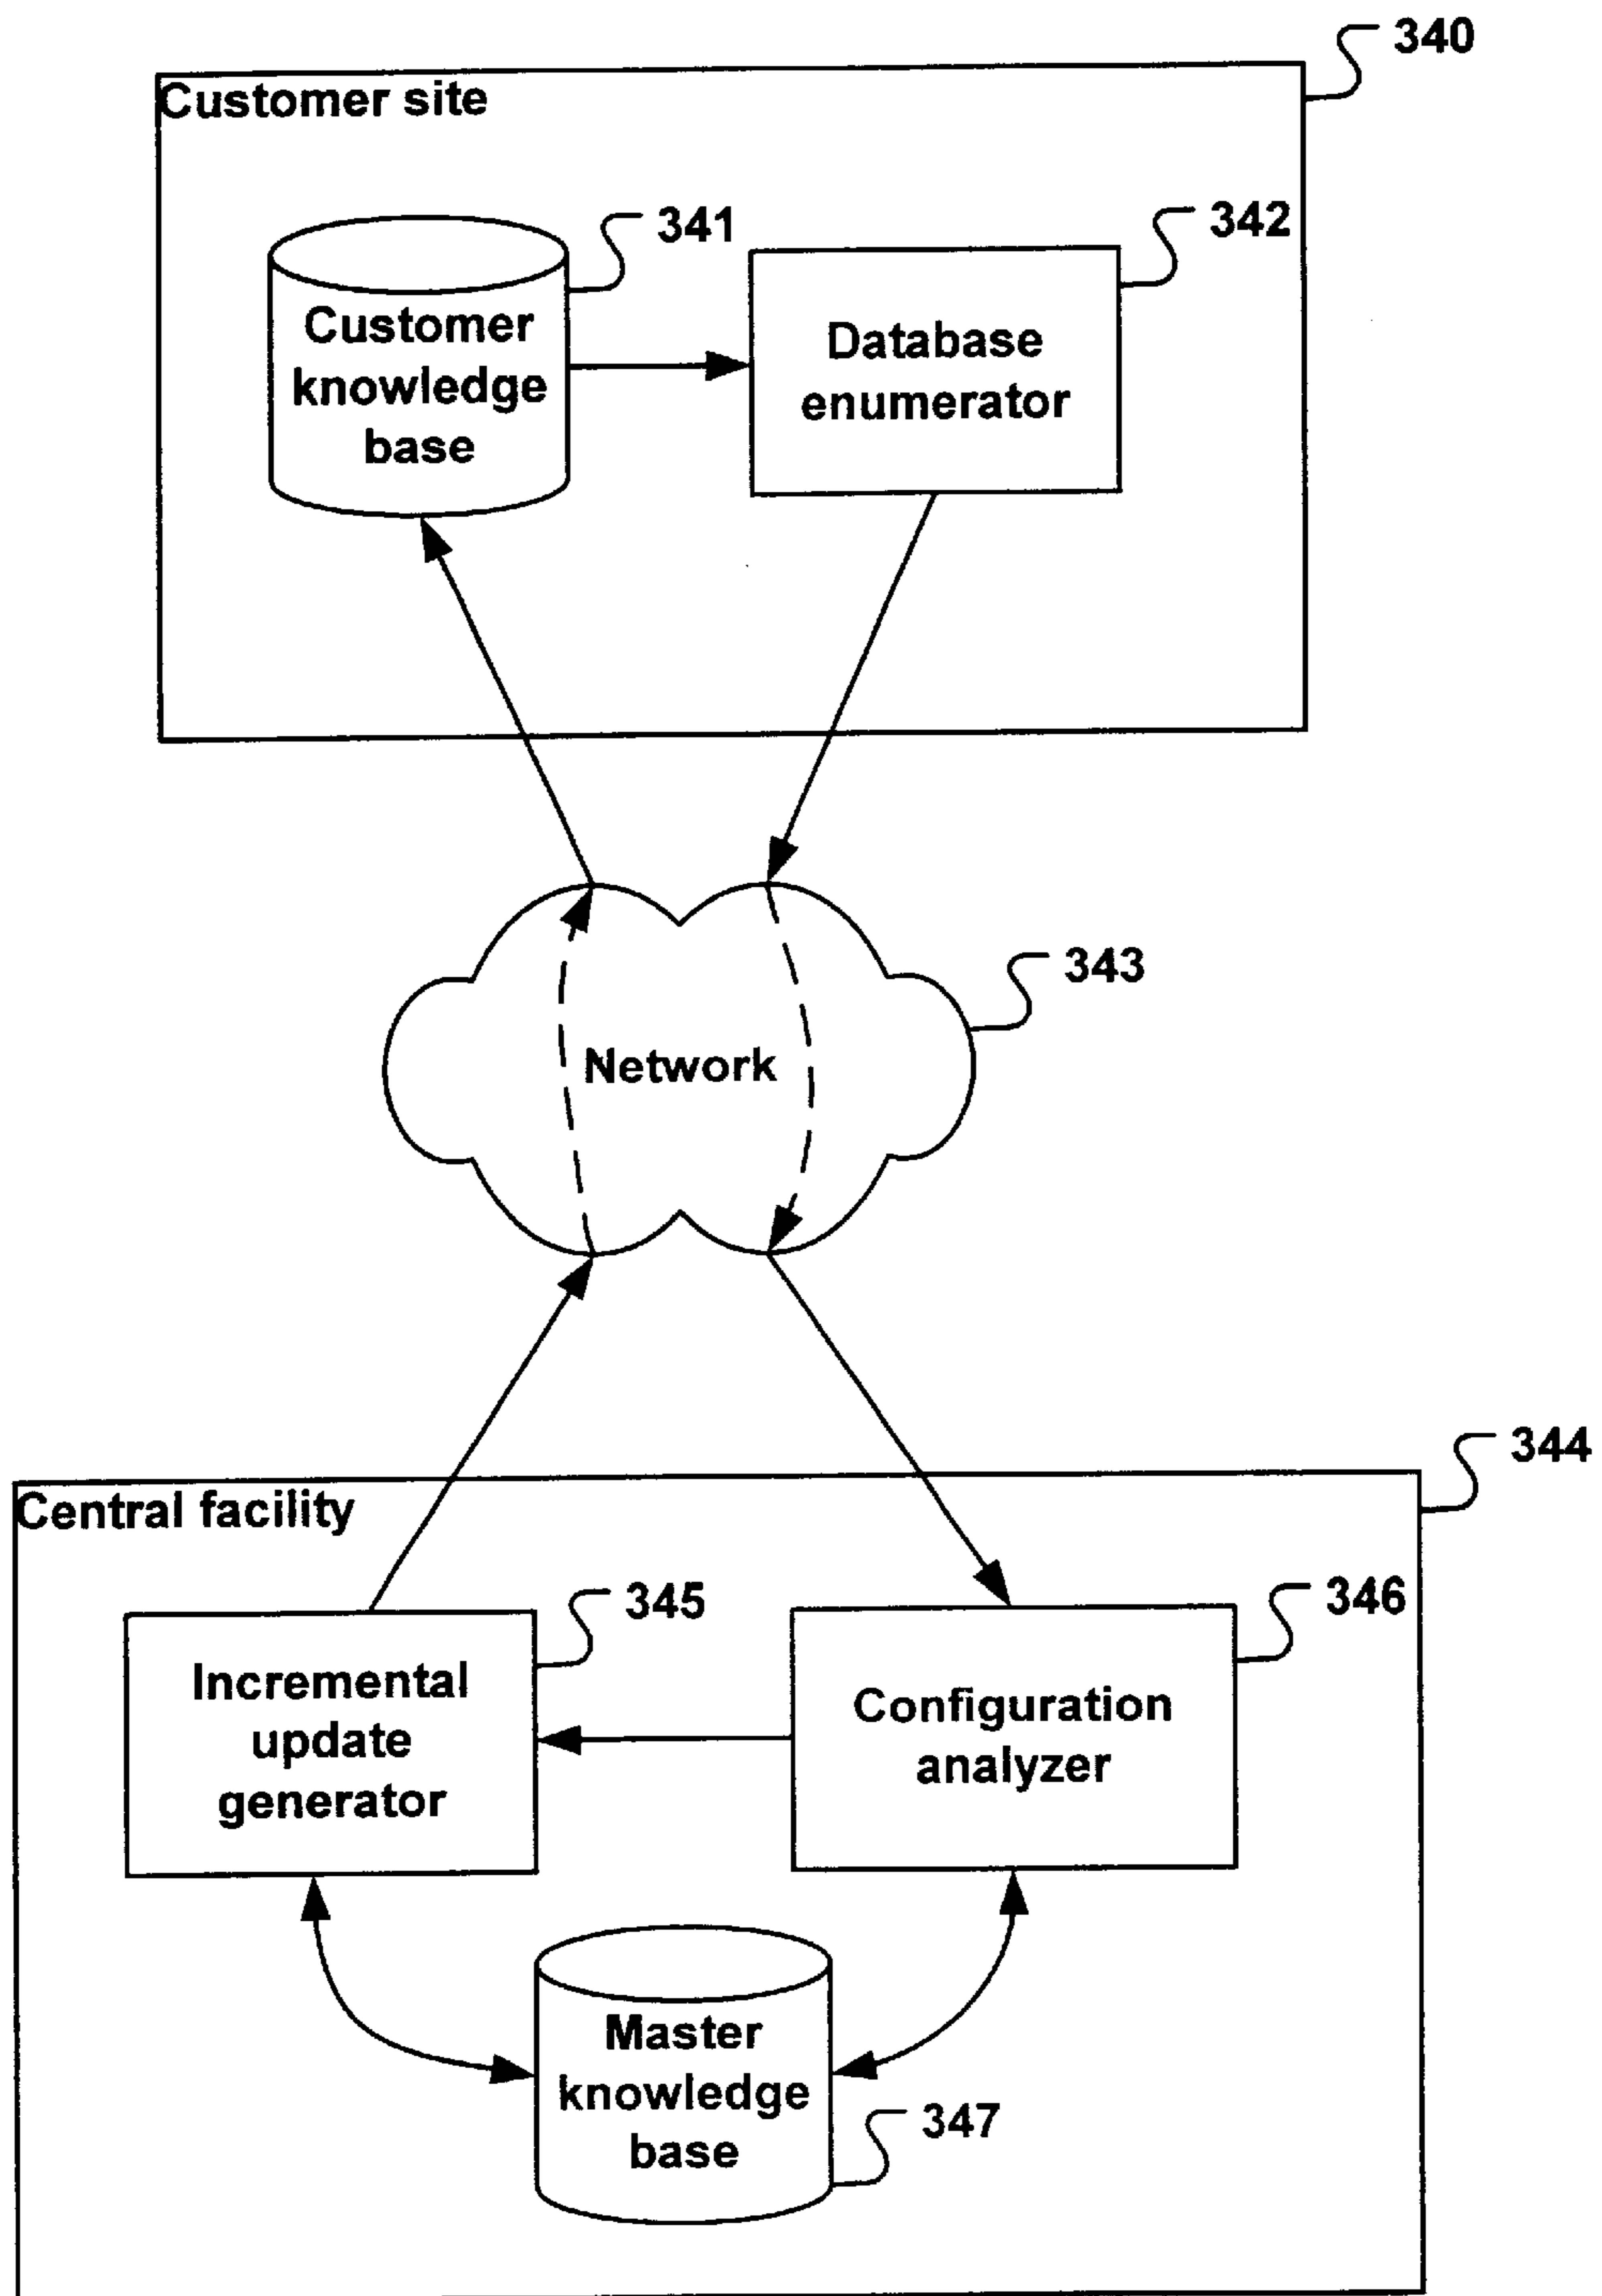 340
Customer site
341
342
Customer
knowledge
base
Database
enumerator
343
Network
344
Central facility
345
346
Incremental
update
generator
Configuration
analyzer
Master
knowledge
base
347